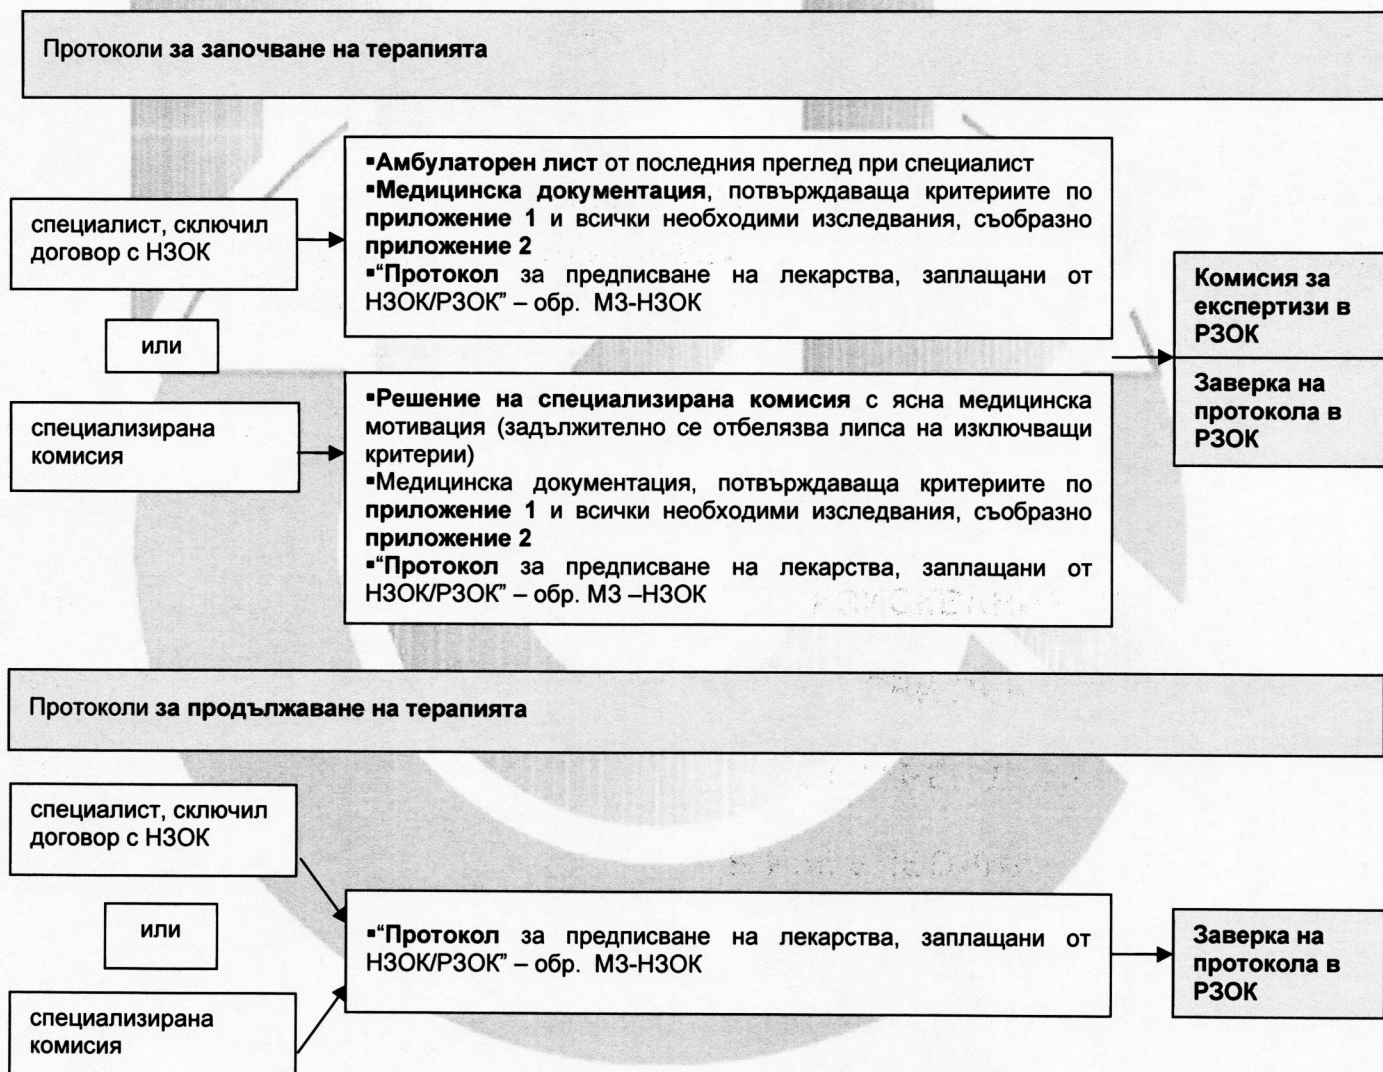 Протоколи за започване на терапията
специалист, сключил
договор с НЗОК
или
специализирана
комисия
▪Амбулаторен лист от последния преглед при специалист
▪Медицинска документация, потвърждаваща критериите по
приложение 1 и всички необходими изследвания, съобразно
приложение 2
▪“Протокол за предписване на лекарства, заплащани от
НЗОК/РЗОК” – обр. МЗ-НЗОК
▪Решение на специализирана комисия с ясна медицинска
мотивация (задължително се отбелязва липса на изключващи
критерии)
▪Медицинска документация, потвърждаваща критериите по
приложение 1 и всички необходими изследвания, съобразно
приложение 2
▪“Протокол за предписване на лекарства, заплащани от
НЗОК/РЗОК” – обр. МЗ –НЗОК
Комисия за
експертизи в
РЗОК
Заверка на
протокола в
РЗОК
Протоколи за продължаване на терапията
специалист, сключил
договор с НЗОК
или
специализирана
комисия
▪“Протокол за предписване на лекарства, заплащани от
НЗОК/РЗОК” – обр. МЗ-НЗОК
Заверка на
протокола в
РЗОК